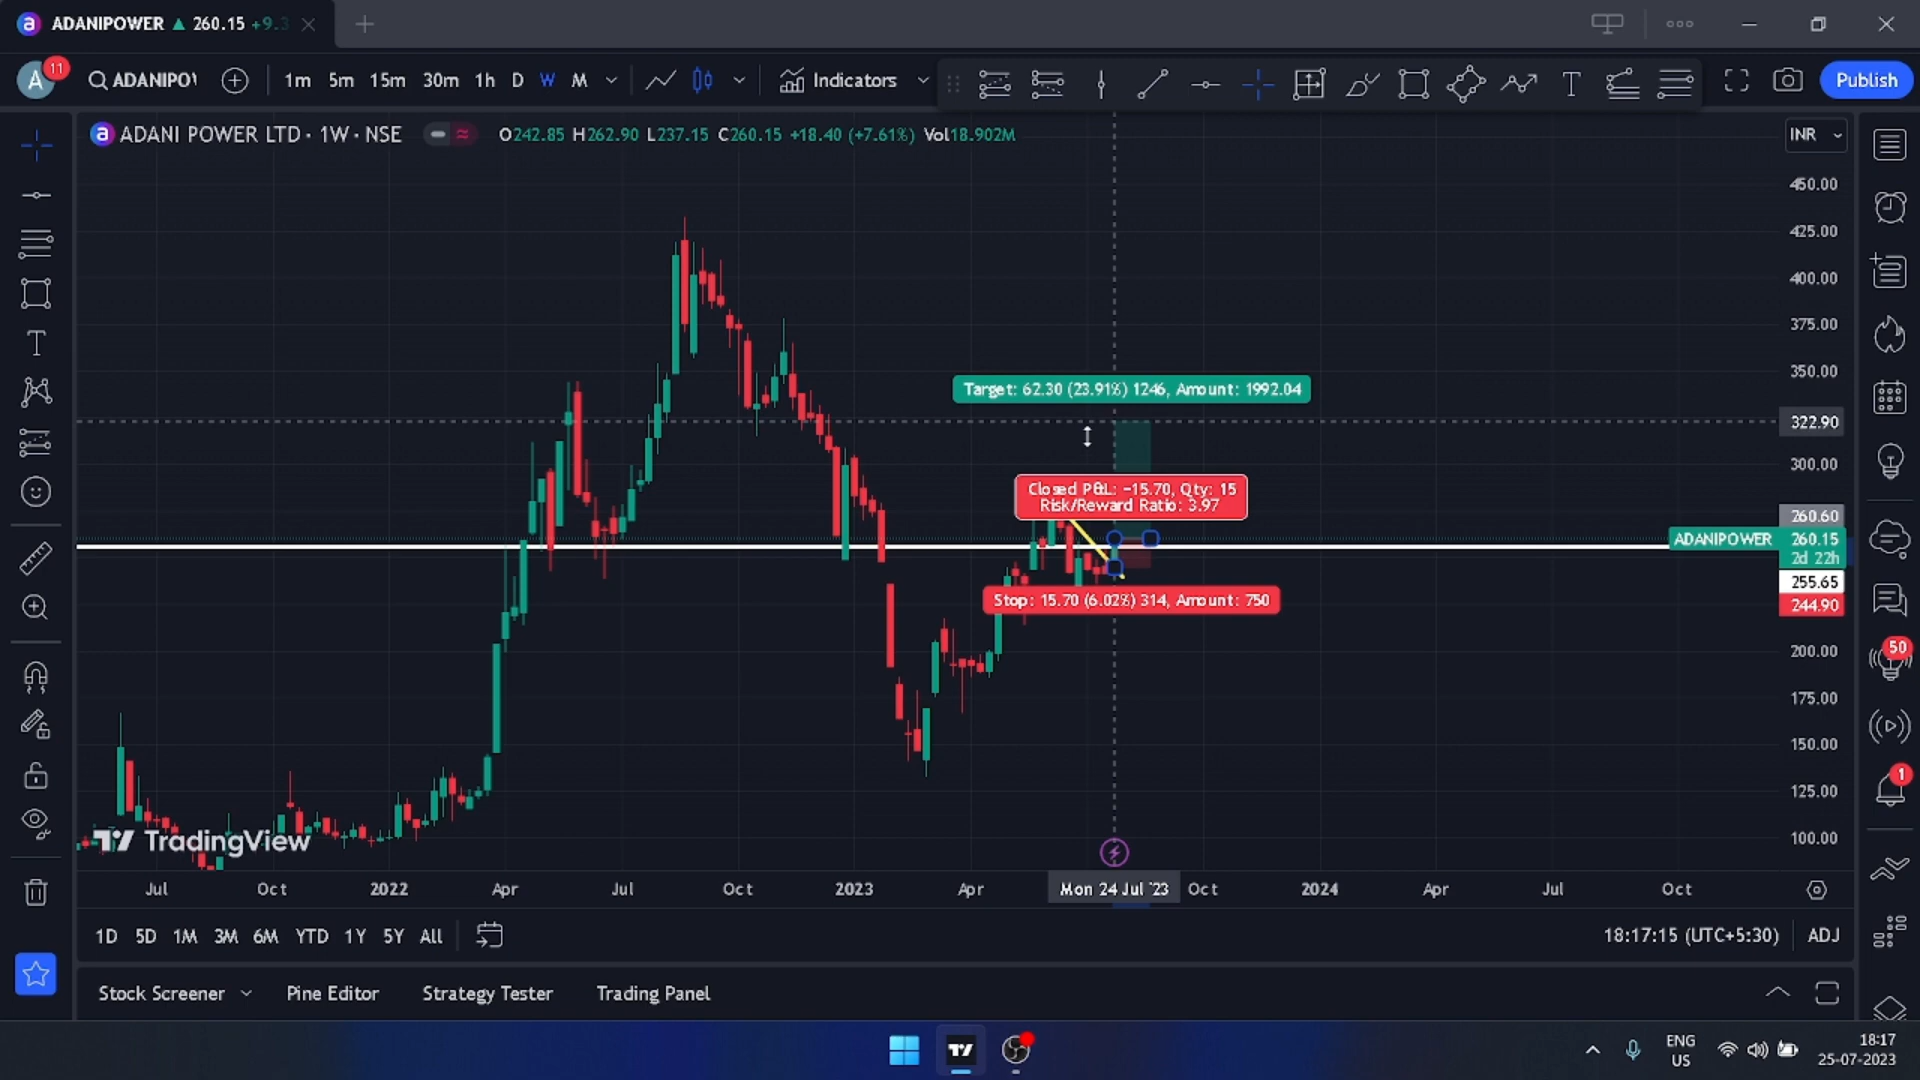 ADANIPOWER ▲ 260.15 +9.3
A 11 ADANIPO 1m 5m 15m 30m 1h D W M Indicators Publish
ADANI POWER LTD · 1W · NSE O242.85 H262.90 L237.15 C260.15 +18.40 (+7.61%) Vol18.902M
INR
450.00
425.00
400.00
375.00
350.00
Target: 62.30 (23.91%) 1246, Amount: 1992.04
322.90
300.00
Closed P&L: −15.70, Qty: 15
Risk/Reward Ratio: 3.97
260.60
ADANIPOWER 260.15
2d 22h
255.65
Stop: 15.70 (6.02%) 314, Amount: 750
244.90
200.00
175.00
150.00
125.00
100.00
50
1
TradingView
Jul Oct 2022 Apr Jul Oct 2023 Apr Mon 24 Jul '23 Oct 2024 Apr Jul Oct
1D 5D 1M 3M 6M YTD 1Y 5Y All 18:17:15 (UTC+5:30) ADJ
Stock Screener Pine Editor Strategy Tester Trading Panel
ENG
US
18:17
25-07-2023